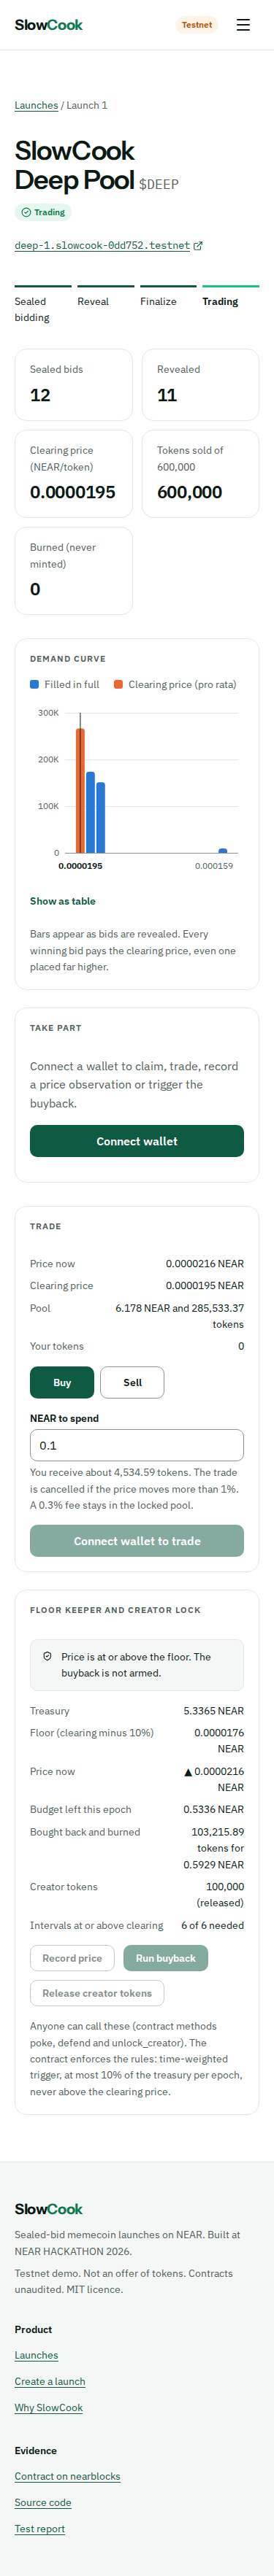 SlowCook
Testnet
Launches / Launch 1
SlowCook
Deep Pool $DEEP
Trading
deep-1.slowcook-0dd752.testnet
Sealed bidding
Reveal
Finalize
Trading
Sealed bids
12
Revealed
11
Clearing price
(NEAR/token)
0.0000195
Tokens sold of
600,000
600,000
Burned (never
minted)
0
DEMAND CURVE
Filled in full
Clearing price (pro rata)
300K
200K
100K
0
0.0000195
0.000159
Show as table
Bars appear as bids are revealed. Every
winning bid pays the clearing price, even one
placed far higher.
TAKE PART
Connect a wallet to claim, trade, record
a price observation or trigger the
buyback.
Connect wallet
TRADE
Price now 0.0000216 NEAR
Clearing price 0.0000195 NEAR
Pool 6.178 NEAR and 285,533.37
tokens
Your tokens 0
Buy
Sell
NEAR to spend
0.1
You receive about 4,534.59 tokens. The trade
is cancelled if the price moves more than 1%.
A 0.3% fee stays in the locked pool.
Connect wallet to trade
FLOOR KEEPER AND CREATOR LOCK
Price is at or above the floor. The
buyback is not armed.
Treasury 5.3365 NEAR
Floor (clearing minus 10%) 0.0000176
NEAR
Price now ▲ 0.0000216
NEAR
Budget left this epoch 0.5336 NEAR
Bought back and burned 103,215.89
tokens for
0.5929 NEAR
Creator tokens 100,000
(released)
Intervals at or above clearing 6 of 6 needed
Record price
Run buyback
Release creator tokens
Anyone can call these (contract methods
poke, defend and unlock_creator). The
contract enforces the rules: time-weighted
trigger, at most 10% of the treasury per epoch,
never above the clearing price.
SlowCook
Sealed-bid memecoin launches on NEAR. Built at
NEAR HACKATHON 2026.
Testnet demo. Not an offer of tokens. Contracts
unaudited. MIT licence.
Product
Launches
Create a launch
Why SlowCook
Evidence
Contract on nearblocks
Source code
Test report